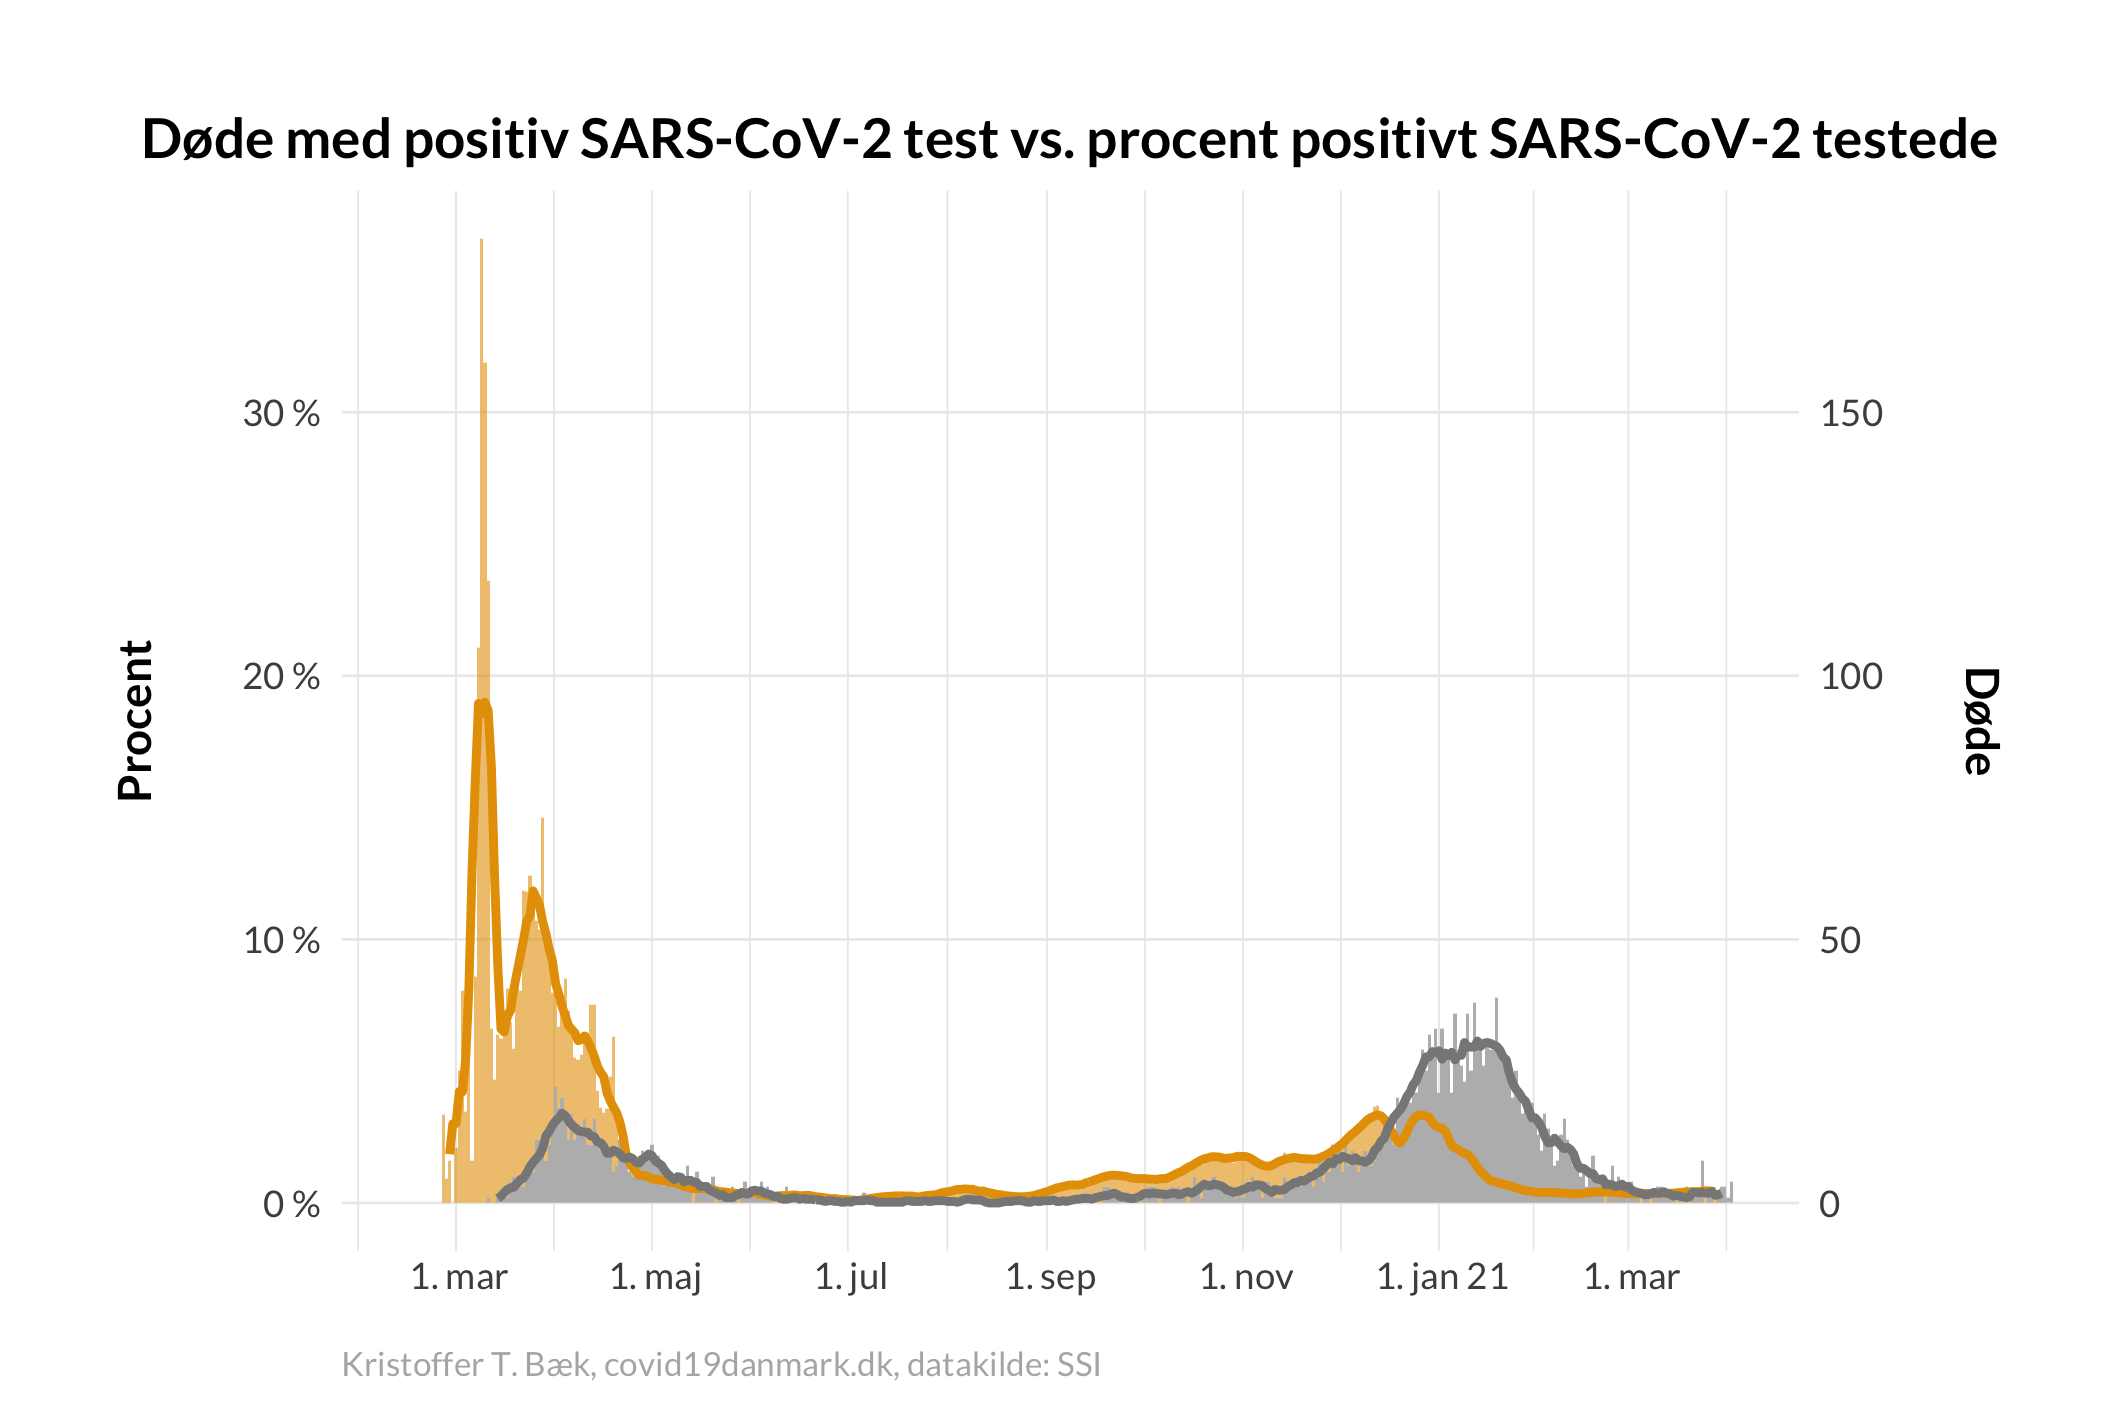 Døde med positiv SARS-CoV-2 test vs. procent positivt SARS-CoV-2 testede
Procent
30 %
20 %
10 %
0 %
150
100
50
0
Døde
1. mar
1. maj
1. jul
1. sep
1. nov
1. jan 21
1. mar
Kristoffer T. Bæk, covid19danmark.dk, datakilde: SSI